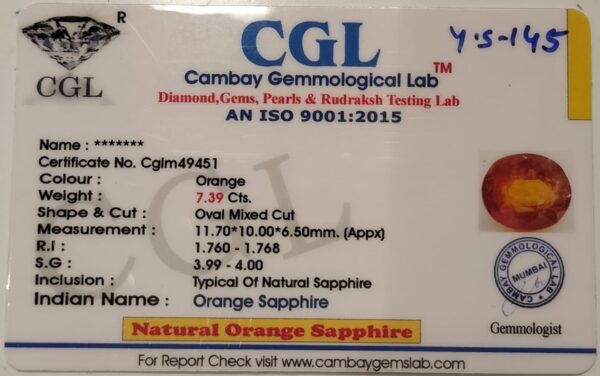 R
CGL
CGL
Y.S-145
Cambay Gemmological Lab™
Diamond,Gems, Pearls & Rudraksh Testing Lab
AN ISO 9001:2015
Name : *******
Certificate No. Cglm49451
Colour : Orange
Weight : 7.39 Cts.
Shape & Cut : Oval Mixed Cut
Measurement : 11.70*10.00*6.50mm. (Appx)
R.I : 1.760 - 1.768
S.G : 3.99 - 4.00
Inclusion : Typical Of Natural Sapphire
Indian Name : Orange Sapphire
CGL
GEMMOLOGICAL LAB
MUMBAI
CAMBAY
Gemmologist
Natural Orange Sapphire
For Report Check visit www.cambaygemslab.com